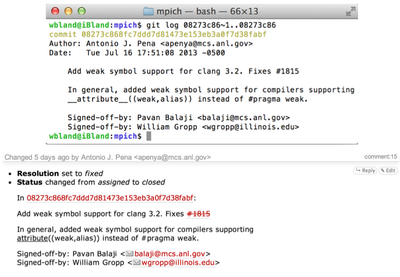 mpich — bash — 66×13
wbland@iBland:mpich$ git log 08273c86~1..08273c86
commit 08273c868fc7ddd7d81473e153eb3a0f7d38fabf
Author: Antonio J. Pena <apenya@mcs.anl.gov>
Date:   Tue Jul 16 17:51:08 2013 -0500
Add weak symbol support for clang 3.2. Fixes #1815
In general, added weak symbol support for compilers supporting
__attribute__((weak,alias)) instead of #pragma weak.
Signed-off-by: Pavan Balaji <balaji@mcs.anl.gov>
Signed-off-by: William Gropp <wgropp@illinois.edu>
wbland@iBland:mpich$
Changed 5 days ago by Antonio J. Pena <apenya@mcs.anl.gov> comment:15
Reply Edit
• Resolution set to fixed
• Status changed from assigned to closed
In 08273c868fc7ddd7d81473e153eb3a0f7d38fabf:
Add weak symbol support for clang 3.2. Fixes #1815
In general, added weak symbol support for compilers supporting
attribute((weak,alias)) instead of #pragma weak.
Signed-off-by: Pavan Balaji <balaji@mcs.anl.gov>
Signed-off-by: William Gropp <wgropp@illinois.edu>